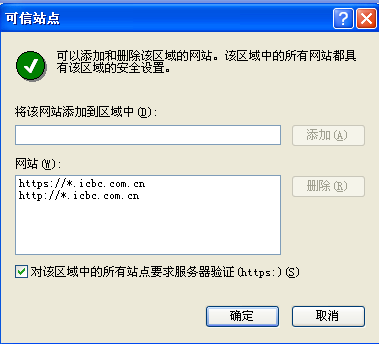 可信站点
可以添加和删除该区域的网站。该区域中的所有网站都具
有该区域的安全设置。
将该网站添加到区域中(D):
添加(A)
网站(W):
https://*.icbc.com.cn
http://*.icbc.com.cn
删除(R)
对该区域中的所有站点要求服务器验证(https:)(S)
确定
取消